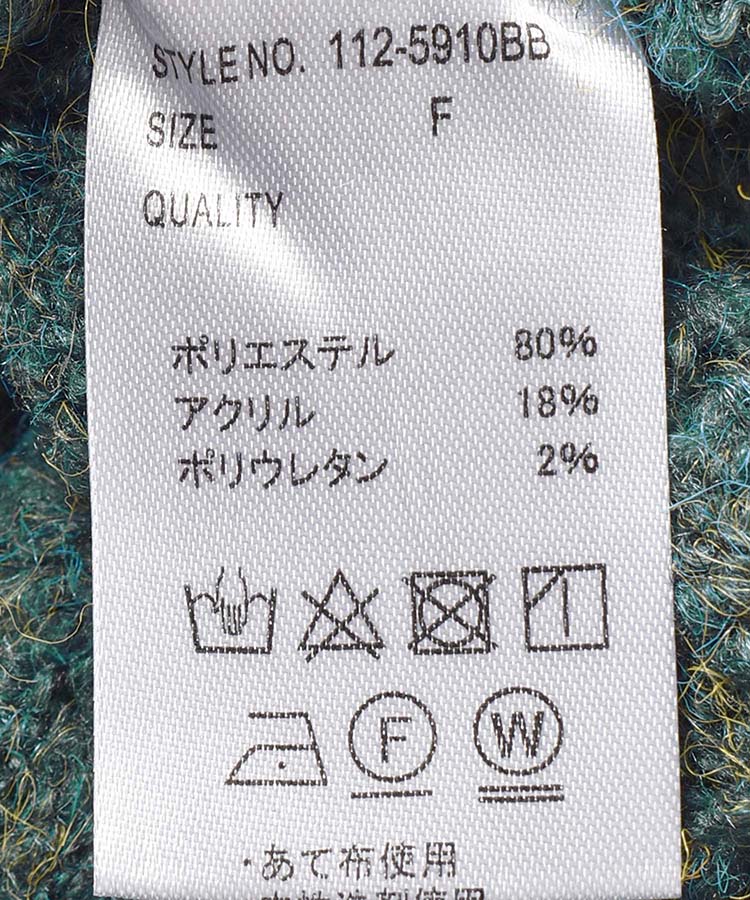 STYLE NO. 112-5910BB
SIZE F
QUALITY
ポリエステル 80%
アクリル 18%
ポリウレタン 2%
F W
・あて布使用